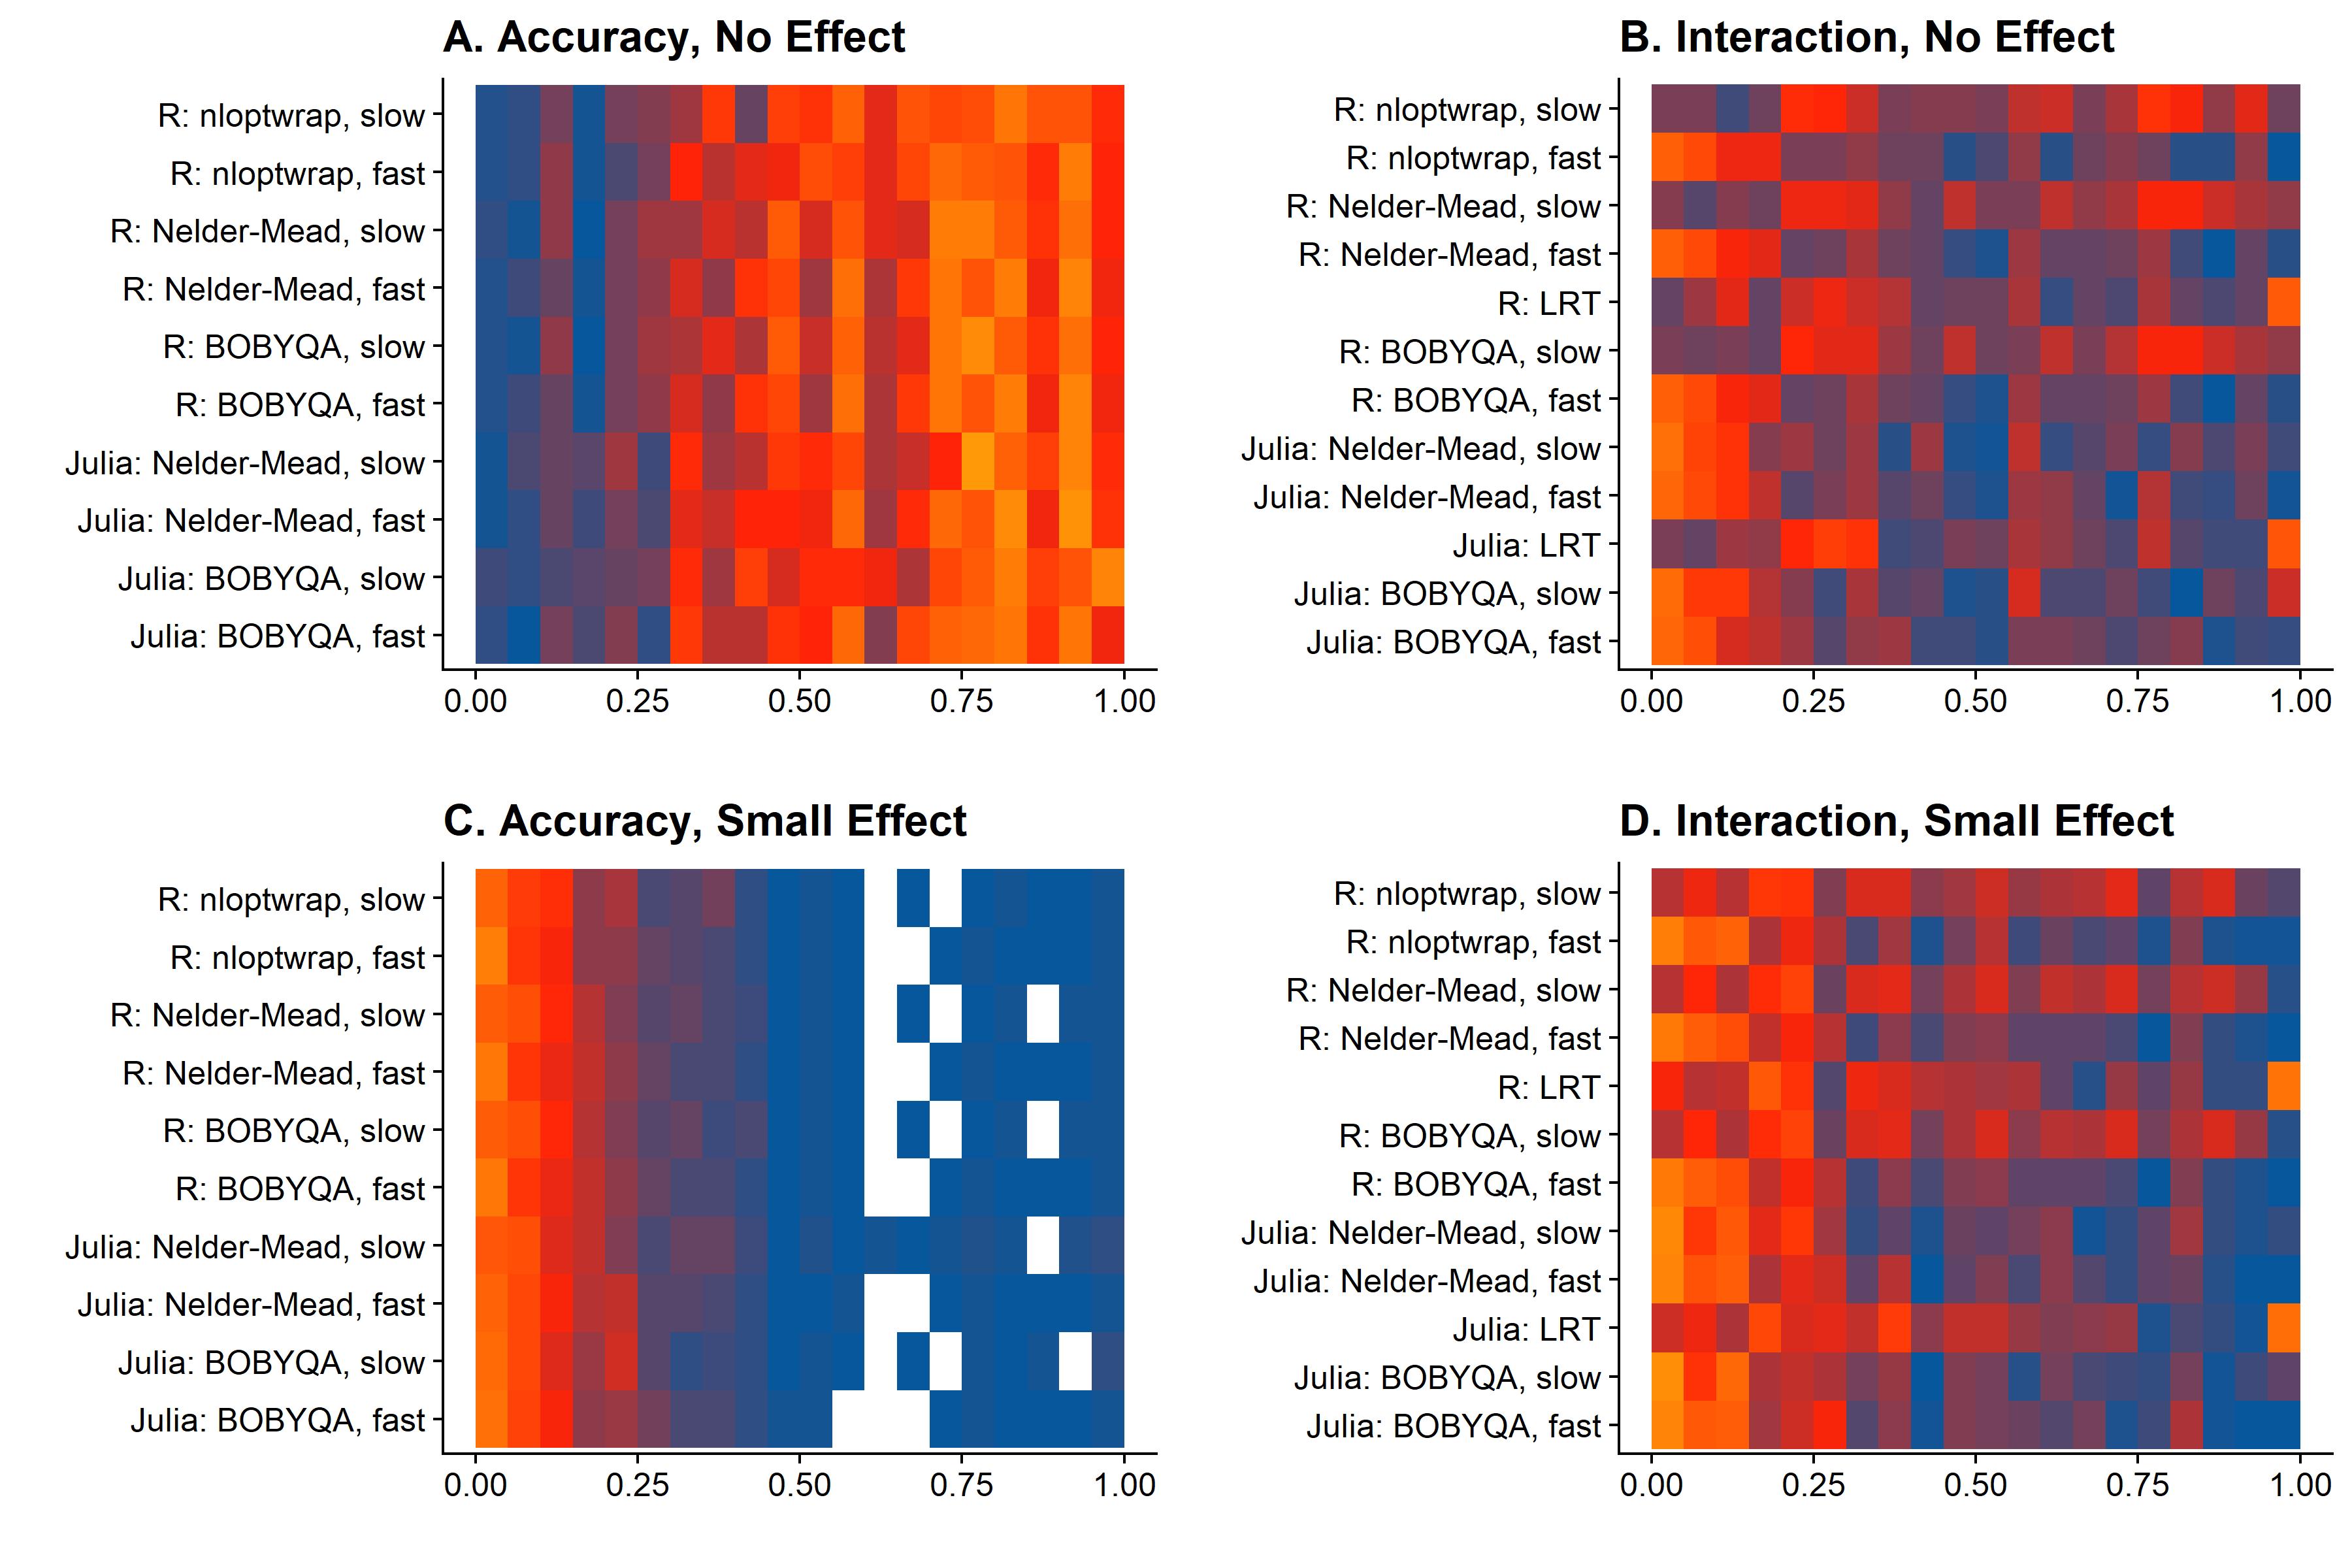 A. Accuracy, No Effect
R: nloptwrap, slow
R: nloptwrap, fast
R: Nelder-Mead, slow
R: Nelder-Mead, fast
R: BOBYQA, slow
R: BOBYQA, fast
Julia: Nelder-Mead, slow
Julia: Nelder-Mead, fast
Julia: BOBYQA, slow
Julia: BOBYQA, fast
0.00 0.25 0.50 0.75 1.00
B. Interaction, No Effect
R: nloptwrap, slow
R: nloptwrap, fast
R: Nelder-Mead, slow
R: Nelder-Mead, fast
R: LRT
R: BOBYQA, slow
R: BOBYQA, fast
Julia: Nelder-Mead, slow
Julia: Nelder-Mead, fast
Julia: LRT
Julia: BOBYQA, slow
Julia: BOBYQA, fast
0.00 0.25 0.50 0.75 1.00
C. Accuracy, Small Effect
R: nloptwrap, slow
R: nloptwrap, fast
R: Nelder-Mead, slow
R: Nelder-Mead, fast
R: BOBYQA, slow
R: BOBYQA, fast
Julia: Nelder-Mead, slow
Julia: Nelder-Mead, fast
Julia: BOBYQA, slow
Julia: BOBYQA, fast
0.00 0.25 0.50 0.75 1.00
D. Interaction, Small Effect
R: nloptwrap, slow
R: nloptwrap, fast
R: Nelder-Mead, slow
R: Nelder-Mead, fast
R: LRT
R: BOBYQA, slow
R: BOBYQA, fast
Julia: Nelder-Mead, slow
Julia: Nelder-Mead, fast
Julia: LRT
Julia: BOBYQA, slow
Julia: BOBYQA, fast
0.00 0.25 0.50 0.75 1.00